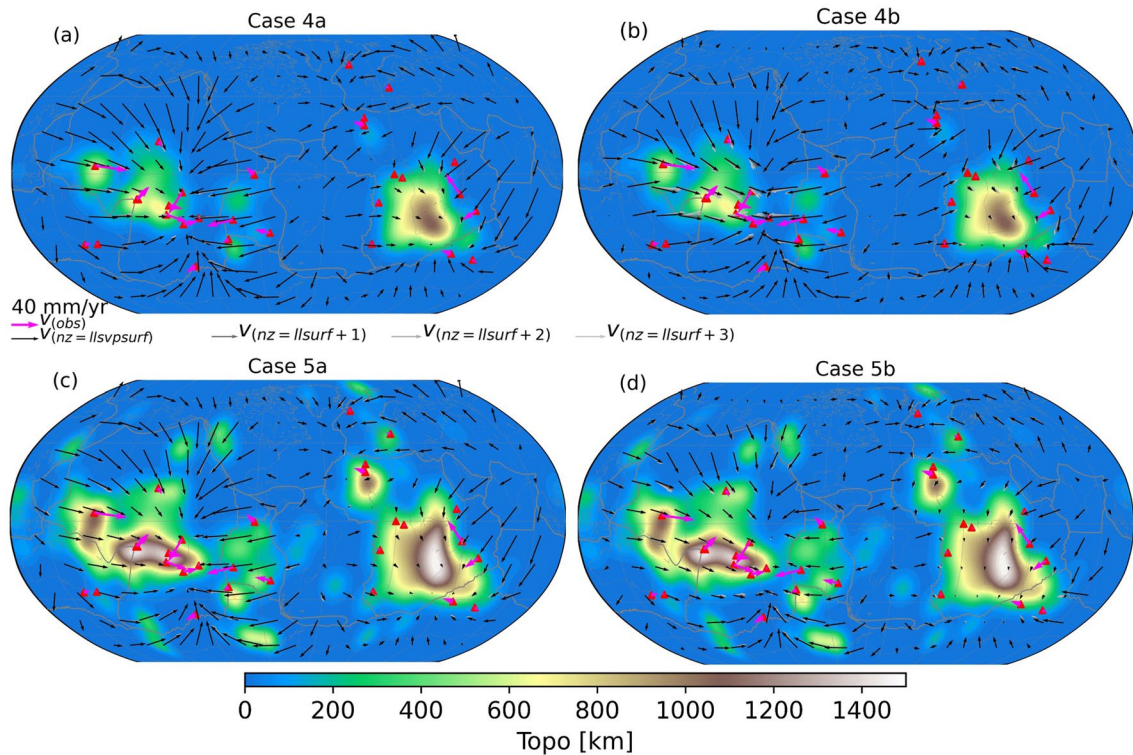 Case 4a
Case 4b
(a)
(b)
40 mm/yr
v(obs)
v(nz = llsvpsurf)
v(nz = llsurf + 1)
v(nz = llsurf + 2)
v(nz = llsurf + 3)
Case 5a
Case 5b
(c)
(d)
0 200 400 600 800 1000 1200 1400
Topo [km]